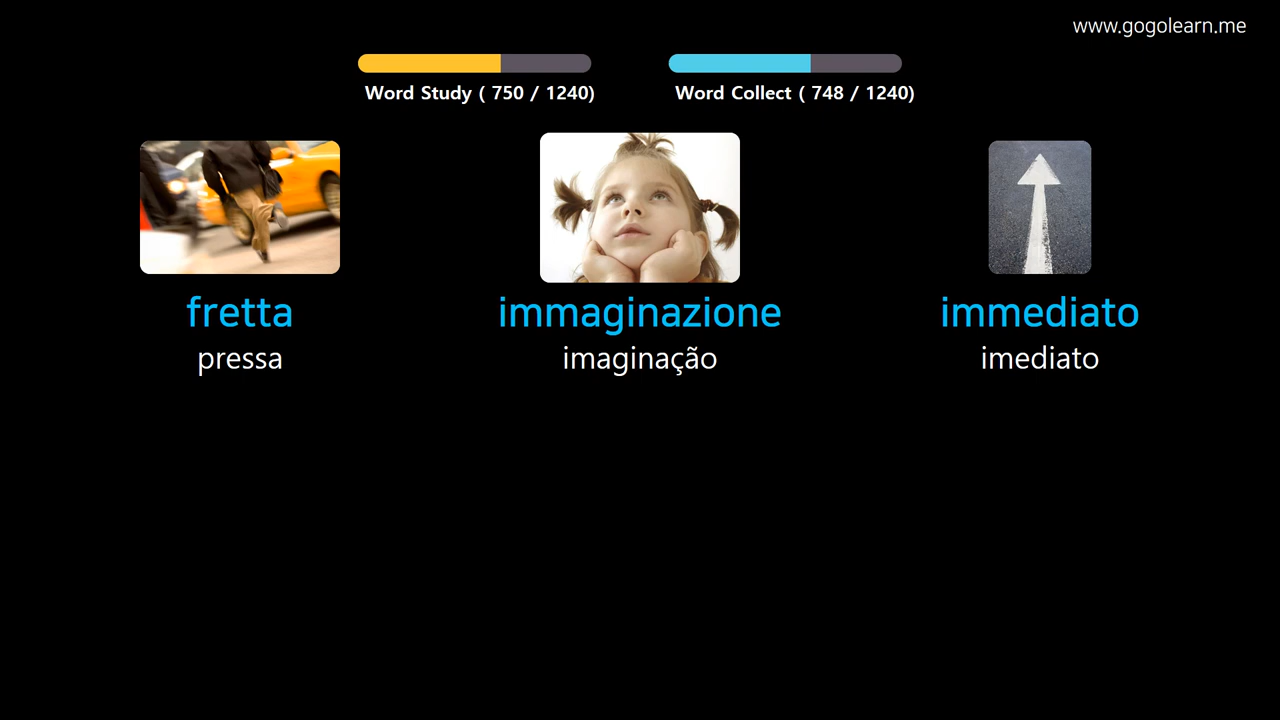 www.gogolearn.me
Word Study ( 750 / 1240)
Word Collect ( 748 / 1240)
fretta
immaginazione
immediato
pressa
imaginação
imediato